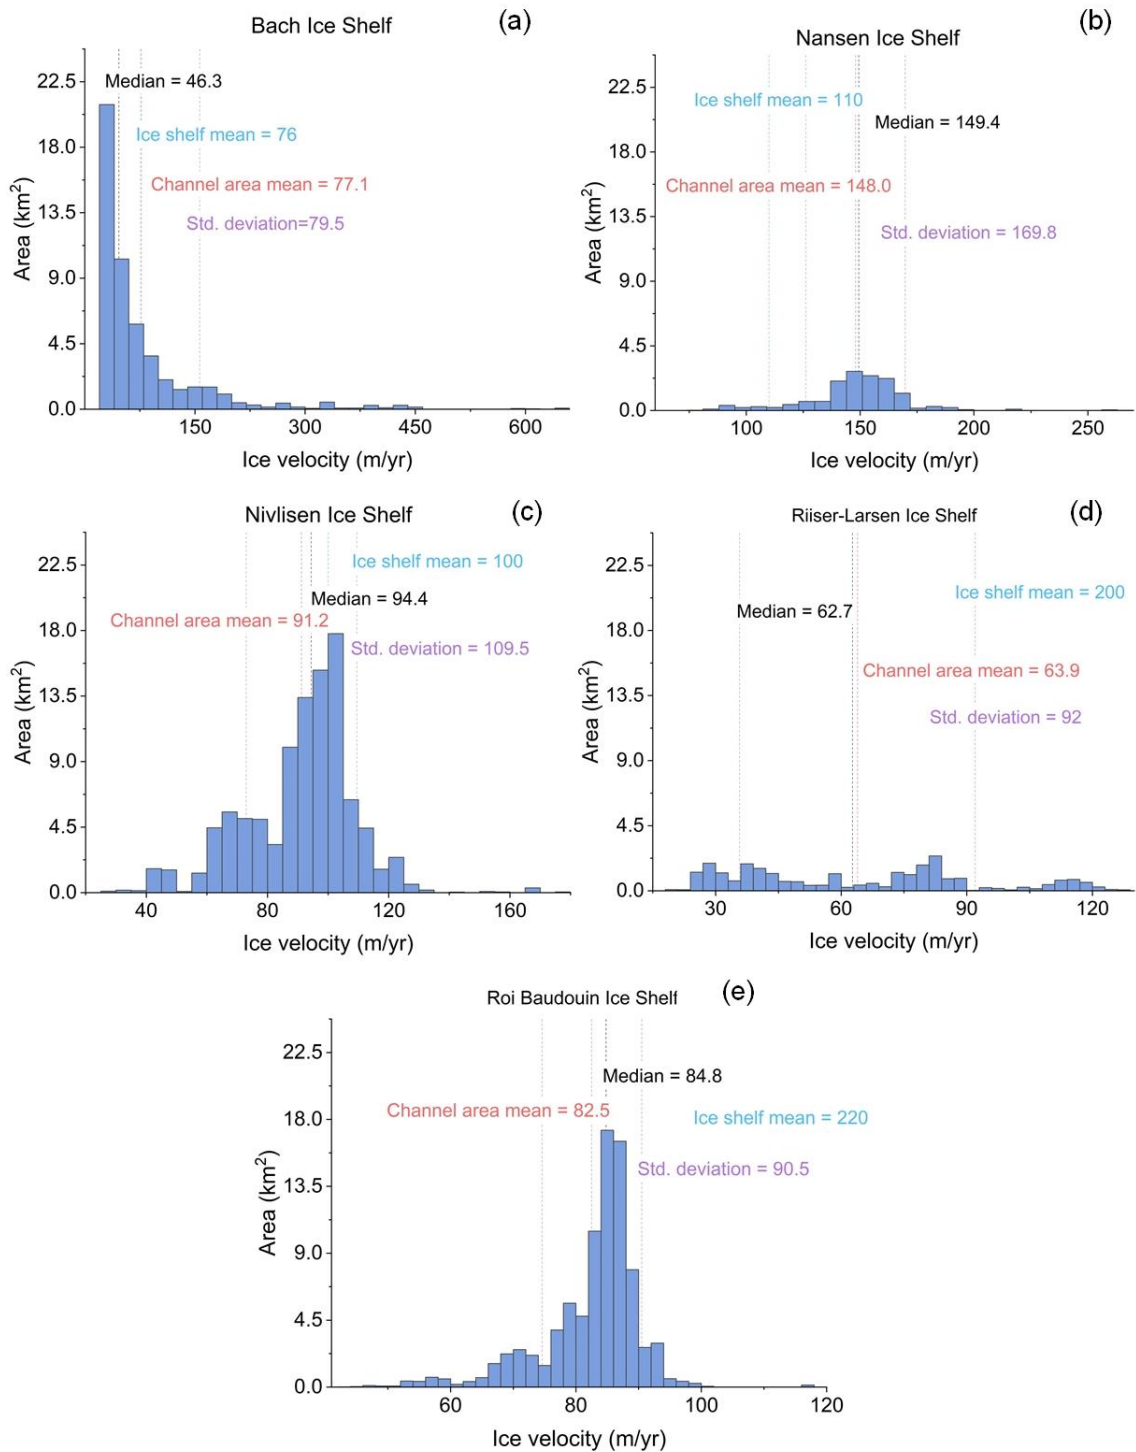 Bach Ice Shelf
(a)
Median = 46.3
Ice shelf mean = 76
Channel area mean = 77.1
Std. deviation=79.5
22.5
18.0
13.5
9.0
4.5
0.0
Area (km²)
150
300
450
600
Ice velocity (m/yr)
(b)
Nansen Ice Shelf
Ice shelf mean = 110
Median = 149.4
Channel area mean = 148.0
Std. deviation = 169.8
22.5
18.0
13.5
9.0
4.5
0.0
Area (km²)
100
150
200
250
Ice velocity (m/yr)
Nivlisen Ice Shelf
(c)
Ice shelf mean = 100
Median = 94.4
Channel area mean = 91.2
Std. deviation = 109.5
22.5
18.0
13.5
9.0
4.5
0.0
Area (km²)
40
80
120
160
Ice velocity (m/yr)
Riiser-Larsen Ice Shelf
(d)
Ice shelf mean = 200
Median = 62.7
Channel area mean = 63.9
Std. deviation = 92
22.5
18.0
13.5
9.0
4.5
0.0
Area (km²)
30
60
90
120
Ice velocity (m/yr)
Roi Baudouin Ice Shelf
(e)
Median = 84.8
Channel area mean = 82.5
Ice shelf mean = 220
Std. deviation = 90.5
22.5
18.0
13.5
9.0
4.5
0.0
Area (km²)
60
80
100
120
Ice velocity (m/yr)